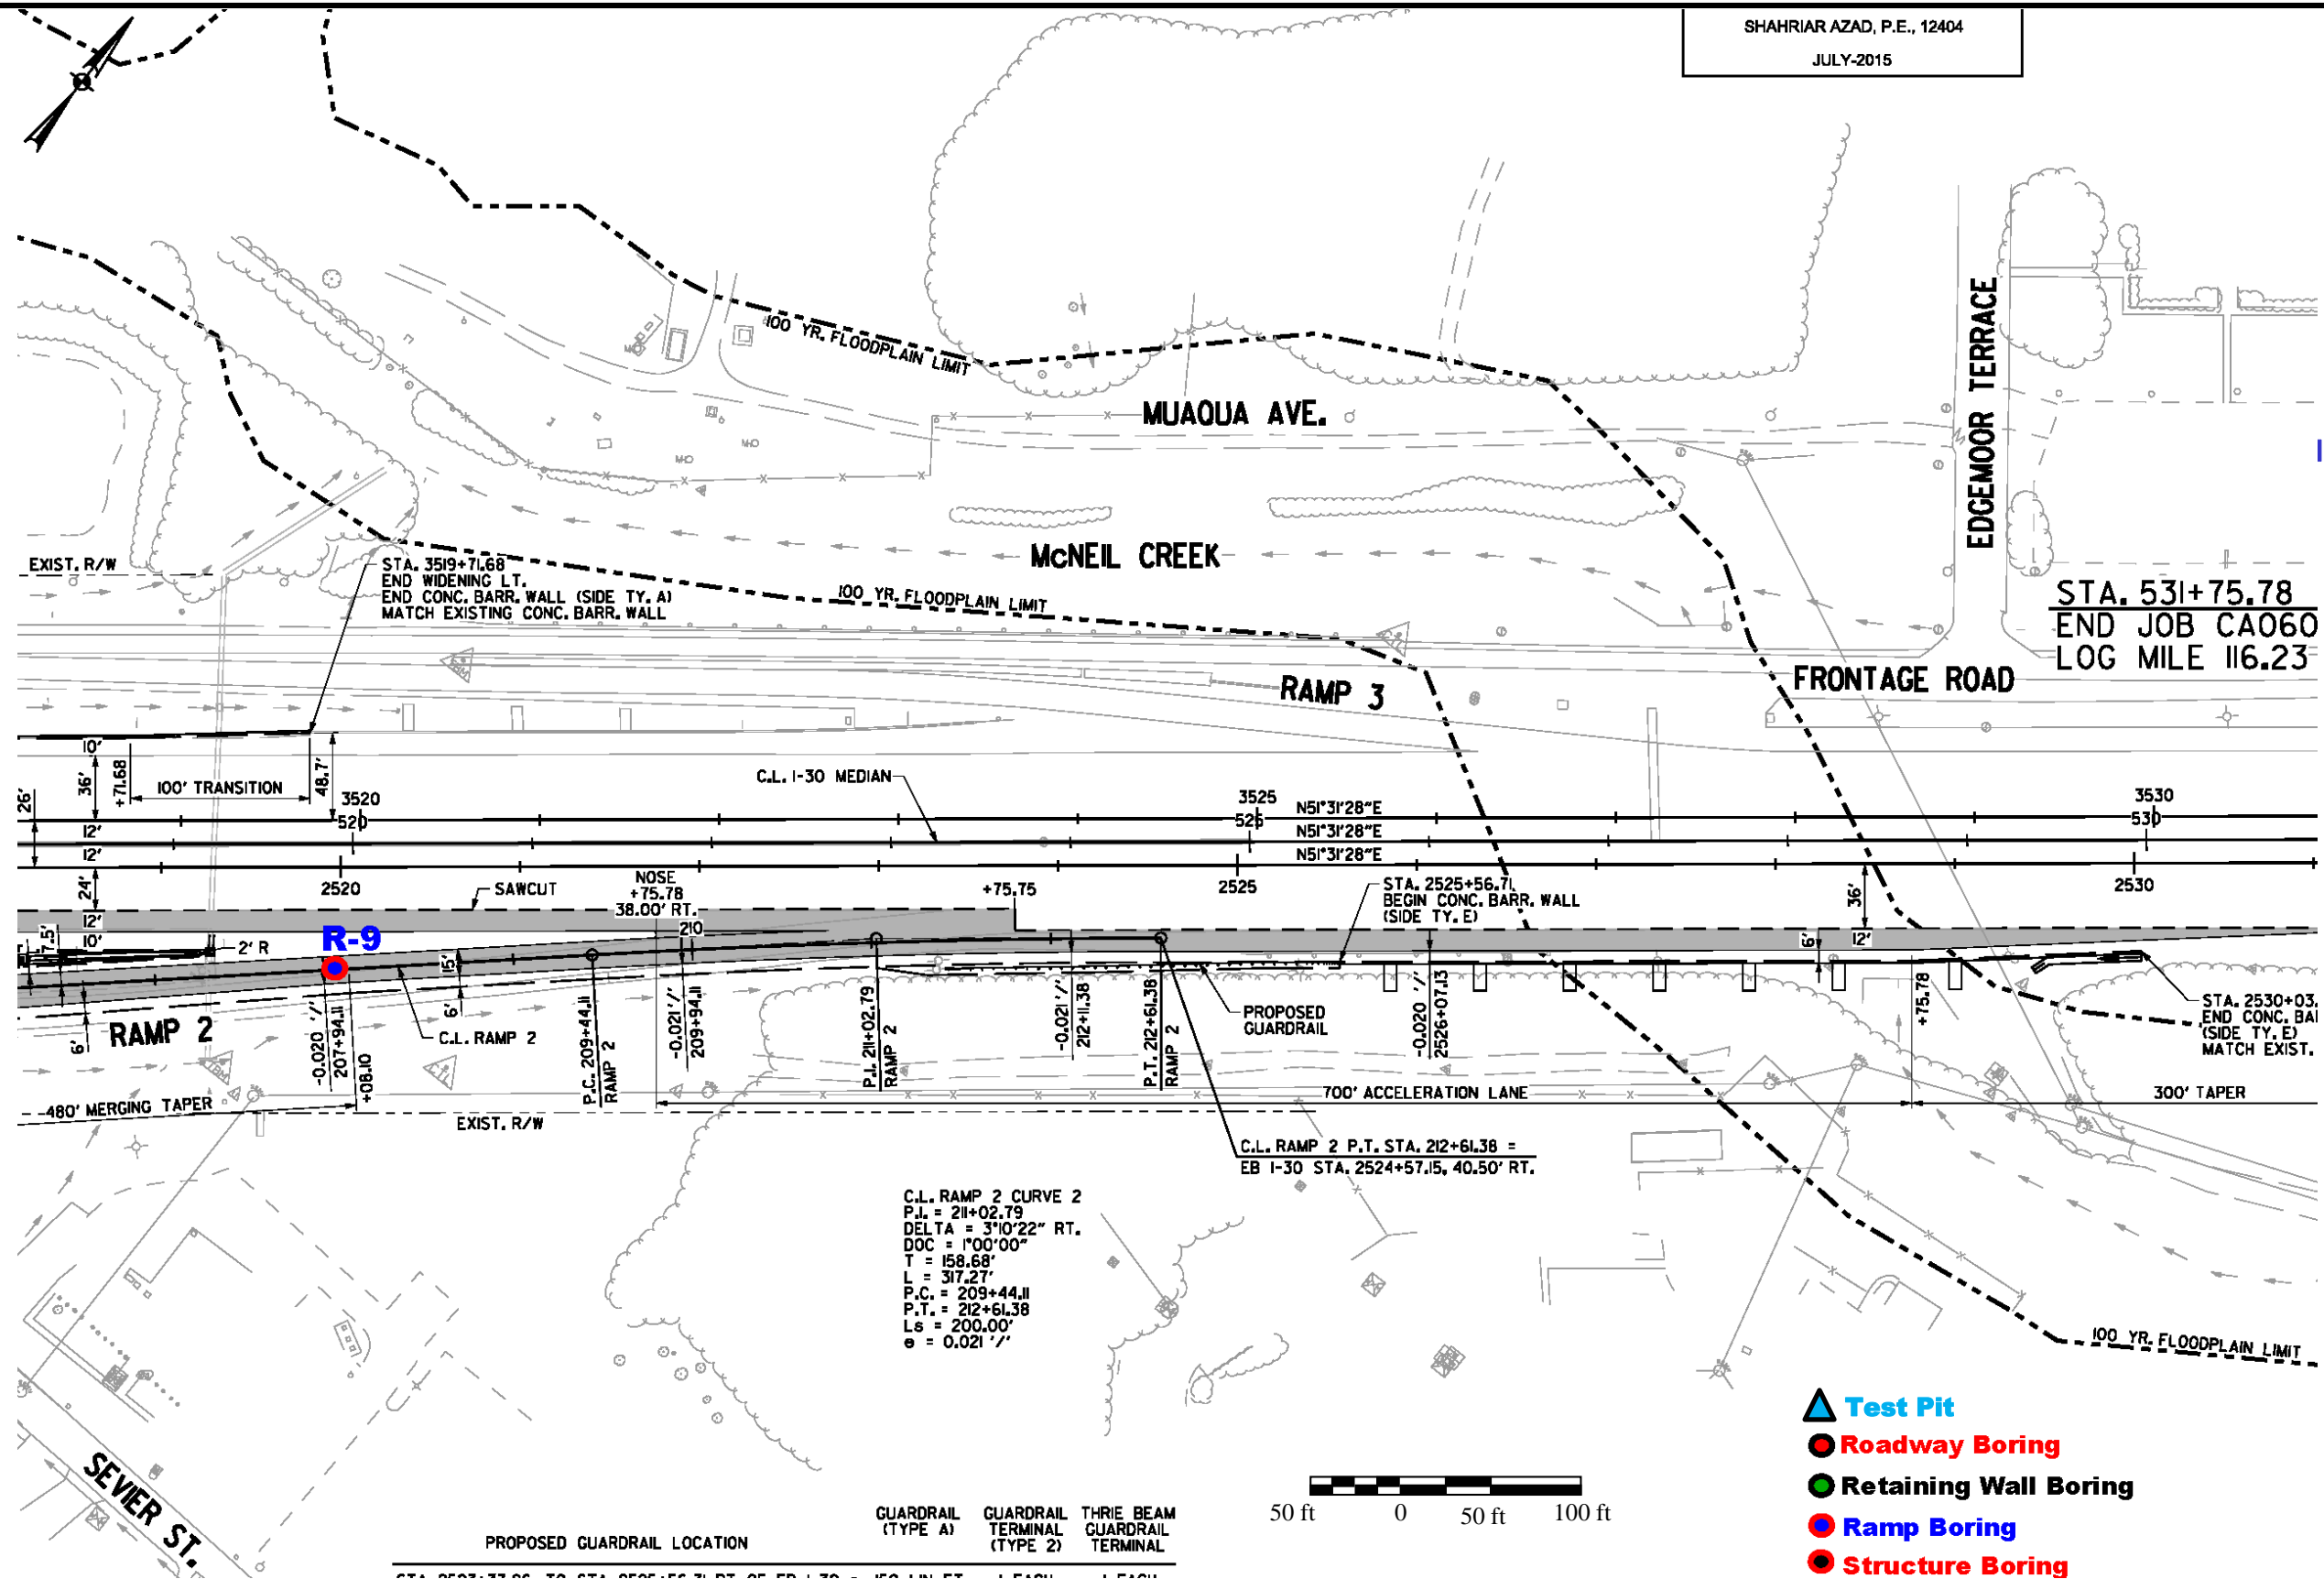 SHAHRIAR AZAD, P.E., 12404
JULY-2015
100 YR. FLOODPLAIN LIMIT
MUAQUA AVE.
EDGEMOOR TERRACE
McNEIL CREEK
EXIST. R/W
STA. 3519+71.68
END WIDENING LT.
END CONC. BARR. WALL (SIDE TY. A)
MATCH EXISTING CONC. BARR. WALL
100 YR. FLOODPLAIN LIMIT
STA. 531+75.78
END JOB CA060
LOG MILE 116.23
RAMP 3
FRONTAGE ROAD
10'
36'
+71.68
100' TRANSITION
48.7'
C.L. I-30 MEDIAN
26'
3520
3525
3530
N51°31'28"E
520
525
530
12'
N51°31'28"E
12'
N51°31'28"E
24'
2520
SAWCUT
NOSE
+75.78
38.00' RT.
+75.75
2525
STA. 2525+56.71
BEGIN CONC. BARR. WALL
(SIDE TY. E)
36'
2530
12'
10'
7.5'
2' R
R-9
15'
210
6'
12'
6'
6'
RAMP 2
C.L. RAMP 2
-0.020 '/'
207+94.11
+08.10
P.C. 209+44.11
RAMP 2
-0.021 '/'
209+94.11
P.I. 211+02.79
RAMP 2
-0.021 '/'
212+11.38
P.T. 212+61.38
RAMP 2
PROPOSED
GUARDRAIL
-0.020 '/'
2526+07.13
+75.78
STA. 2530+03.
END CONC. BA
(SIDE TY. E)
MATCH EXIST.
480' MERGING TAPER
EXIST. R/W
700' ACCELERATION LANE
300' TAPER
C.L. RAMP 2 P.T. STA. 212+61.38 =
EB I-30 STA. 2524+57.15, 40.50' RT.
C.L. RAMP 2 CURVE 2
P.I. = 211+02.79
DELTA = 3°10'22" RT.
DOC = 1°00'00"
T = 158.68'
L = 317.27'
P.C. = 209+44.11
P.T. = 212+61.38
Ls = 200.00'
e = 0.021 '/'
100 YR. FLOODPLAIN LIMIT
Test Pit
Roadway Boring
Retaining Wall Boring
Ramp Boring
Structure Boring
SEVIER ST.
50 ft 0 50 ft 100 ft
PROPOSED GUARDRAIL LOCATION
GUARDRAIL
(TYPE A)
GUARDRAIL
TERMINAL
(TYPE 2)
THRIE BEAM
GUARDRAIL
TERMINAL